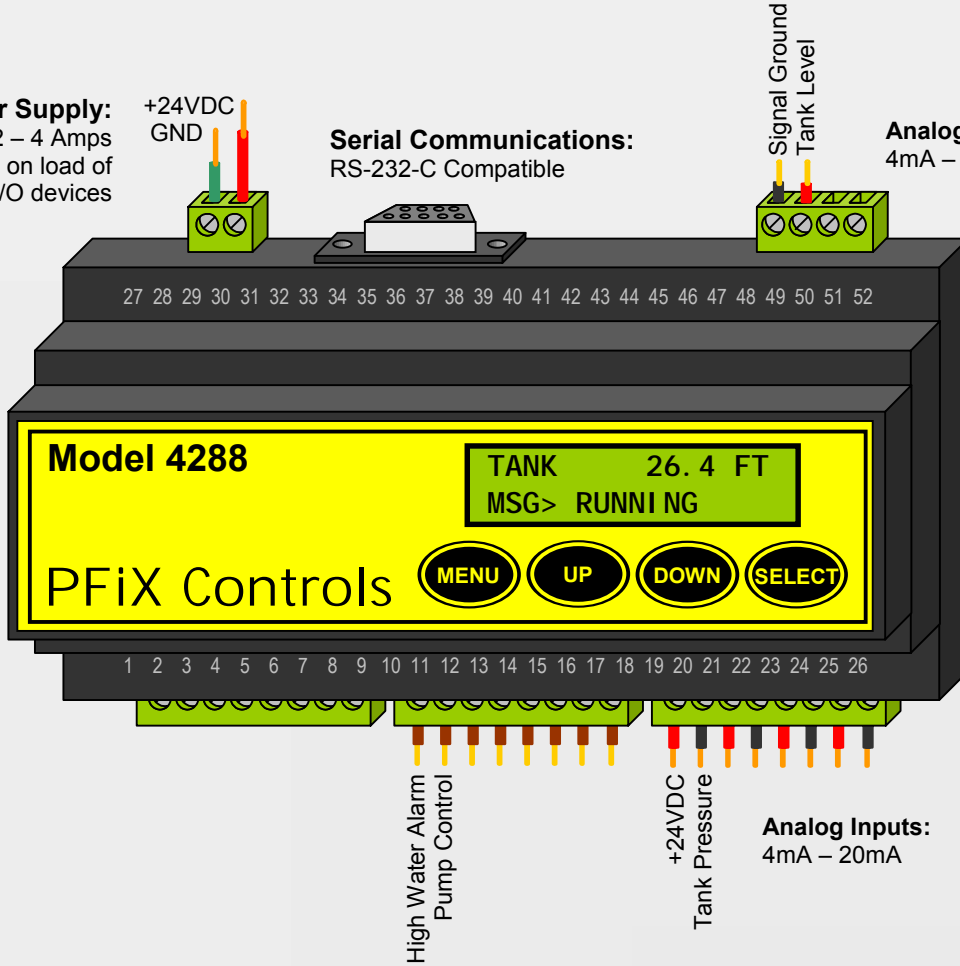 r Supply:
2 – 4 Amps
on load of
/O devices
+24VDC
GND
Serial Communications:
RS-232-C Compatible
Signal Ground
Tank Level
Analog
4mA –
27 28 29 30 31 32 33 34 35 36 37 38 39 40 41 42 43 44 45 46 47 48 49 50 51 52
Model 4288
TANK 26.4 FT
MSG> RUNNING
PFiX Controls
MENU UP DOWN SELECT
1 2 3 4 5 6 7 8 9 10 11 12 13 14 15 16 17 18 19 20 21 22 23 24 25 26
High Water Alarm
Pump Control
+24VDC
Tank Pressure
Analog Inputs:
4mA – 20mA